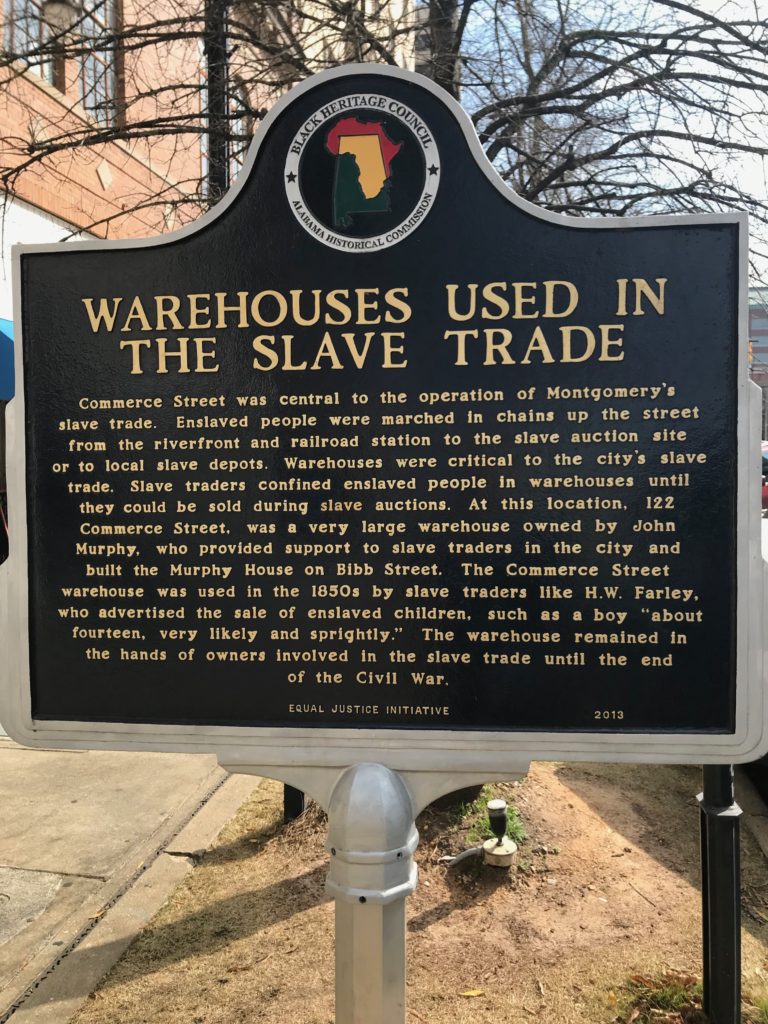 BLACK HERITAGE COUNCIL
ALABAMA HISTORICAL COMMISSION
WAREHOUSES USED IN
THE SLAVE TRADE
Commerce Street was central to the operation of Montgomery's
slave trade. Enslaved people were marched in chains up the street
from the riverfront and railroad station to the slave auction site
or to local slave depots. Warehouses were critical to the city's slave
trade. Slave traders confined enslaved people in warehouses until
they could be sold during slave auctions. At this location, 122
Commerce Street, was a very large warehouse owned by John
Murphy, who provided support to slave traders in the city and
built the Murphy House on Bibb Street. The Commerce Street
warehouse was used in the 1850s by slave traders like H.W. Farley,
who advertised the sale of enslaved children, such as a boy "about
fourteen, very likely and sprightly." The warehouse remained in
the hands of owners involved in the slave trade until the end
of the Civil War.
EQUAL JUSTICE INITIATIVE 2013